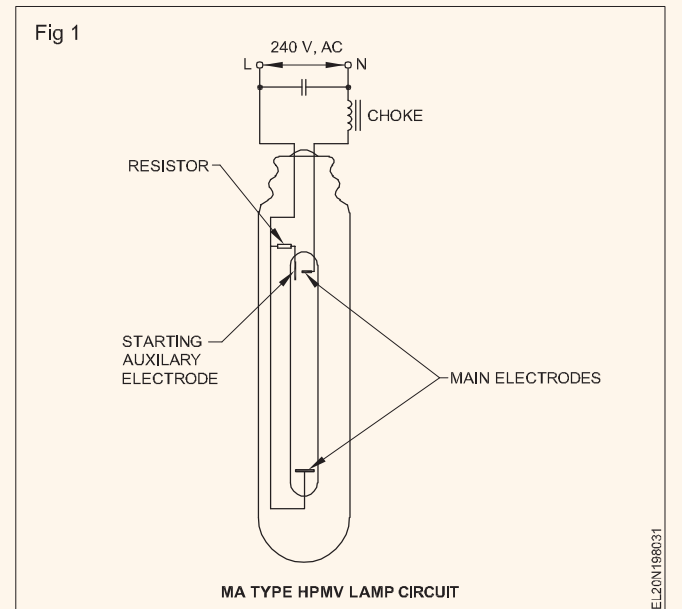 Fig 1
240 V, AC
L
N
CHOKE
RESISTOR
STARTING
AUXILARY
ELECTRODE
MAIN ELECTRODES
MA TYPE HPMV LAMP CIRCUIT
EL20N198031